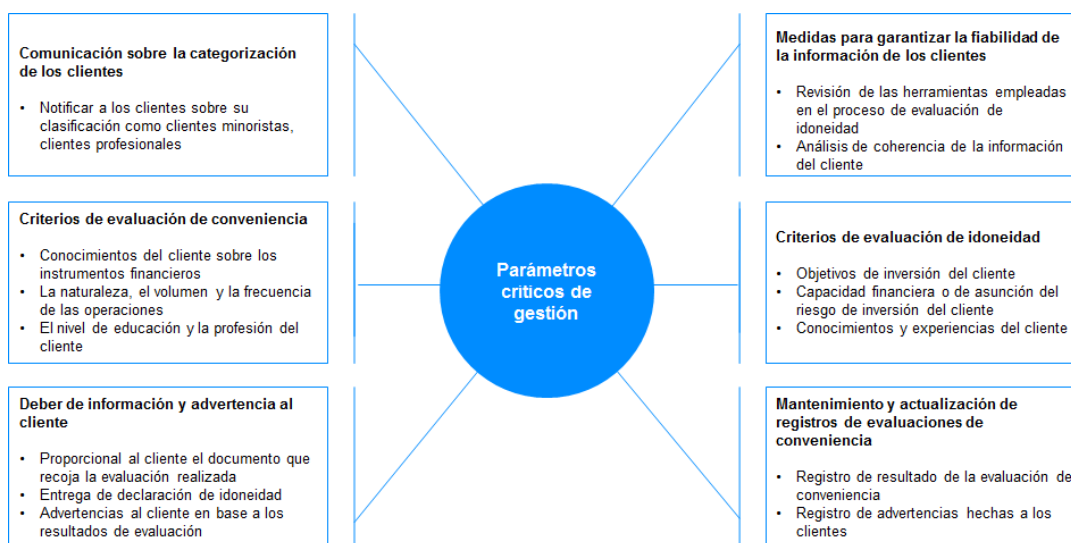 Comunicación sobre la categorización
de los clientes
• Notificar a los clientes sobre su
clasificación como clientes minoristas,
clientes profesionales
Criterios de evaluación de conveniencia
• Conocimientos del cliente sobre los
instrumentos financieros
• La naturaleza, el volumen y la frecuencia
de las operaciones
• El nivel de educación y la profesión del
cliente
Deber de información y advertencia al
cliente
• Proporcional al cliente el documento que
recoja la evaluación realizada
• Entrega de declaración de idoneidad
• Advertencias al cliente en base a los
resultados de evaluación
Parámetros
críticos de
gestión
Medidas para garantizar la fiabilidad de
la información de los clientes
• Revisión de las herramientas empleadas
en el proceso de evaluación de
idoneidad
• Análisis de coherencia de la información
del cliente
Criterios de evaluación de idoneidad
• Objetivos de inversión del cliente
• Capacidad financiera o de asunción del
riesgo de inversión del cliente
• Conocimientos y experiencias del cliente
Mantenimiento y actualización de
registros de evaluaciones de
conveniencia
• Registro de resultado de la evaluación de
conveniencia
• Registro de advertencias hechas a los
clientes